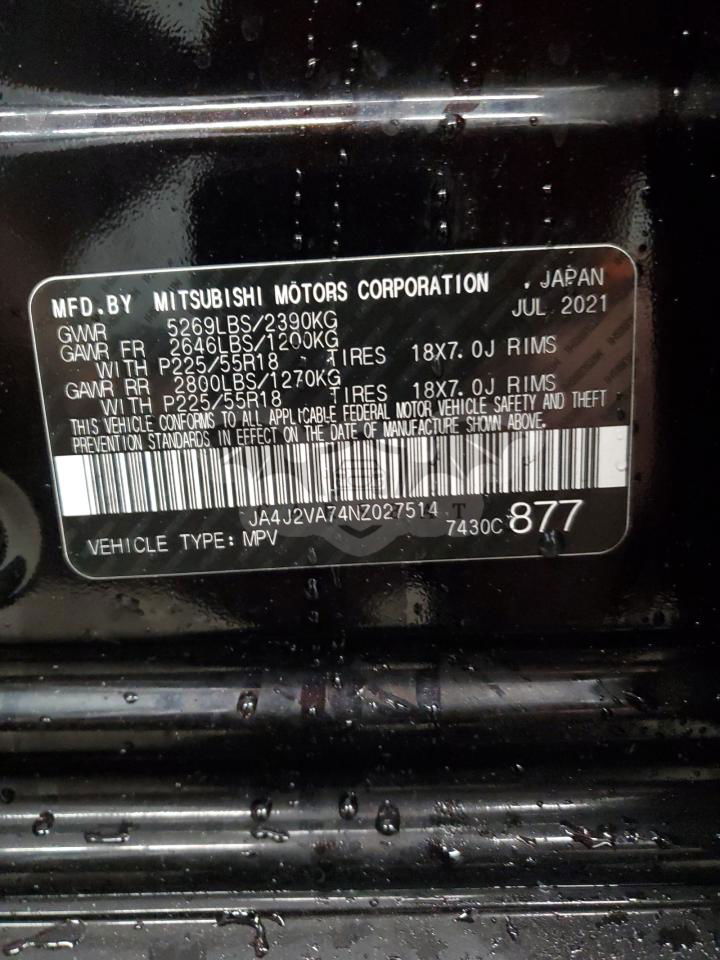 MFD.BY MITSUBISHI MOTORS CORPORATION . JAPAN
GVWR 5269LBS/2390KG JUL 2021
GAWR FR 2646LBS/1200KG
WITH P225/55R18 TIRES 18X7.0J RIMS
GAWR RR 2800LBS/1270KG
WITH P225/55R18 TIRES 18X7.0J RIMS
THIS VEHICLE CONFORMS TO ALL APPLICABLE FEDERAL MOTOR VEHICLE SAFETY AND THEFT
PREVENTION STANDARDS IN EFFECT ON THE DATE OF MANUFACTURE SHOWN ABOVE.
JA4J2VA74NZ027514
7430C 877
VEHICLE TYPE: MPV